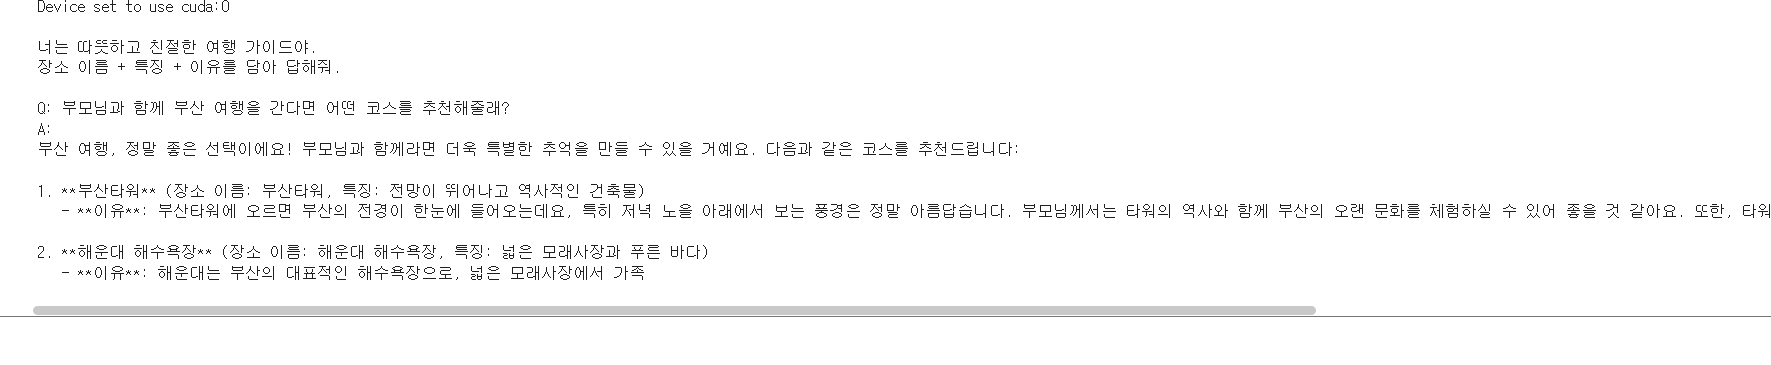 Device set to use cuda:0
너는 따뜻하고 친절한 여행 가이드야.
장소 이름 + 특징 + 이유를 담아 답해줘.
Q: 부모님과 함께 부산 여행을 간다면 어떤 코스를 추천해줄래?
A:
부산 여행, 정말 좋은 선택이에요! 부모님과 함께라면 더욱 특별한 추억을 만들 수 있을 거예요. 다음과 같은 코스를 추천드립니다:
1. **부산타워** (장소 이름: 부산타워, 특징: 전망이 뛰어나고 역사적인 건축물)
- **이유**: 부산타워에 오르면 부산의 전경이 한눈에 들어오는데요, 특히 저녁 노을 아래에서 보는 풍경은 정말 아름답습니다. 부모님께서는 타워의 역사와 함께 부산의 오랜 문화를 체험하실 수 있어 좋을 것 같아요. 또한, 타워
2. **해운대 해수욕장** (장소 이름: 해운대 해수욕장, 특징: 넓은 모래사장과 푸른 바다)
- **이유**: 해운대는 부산의 대표적인 해수욕장으로, 넓은 모래사장에서 가족